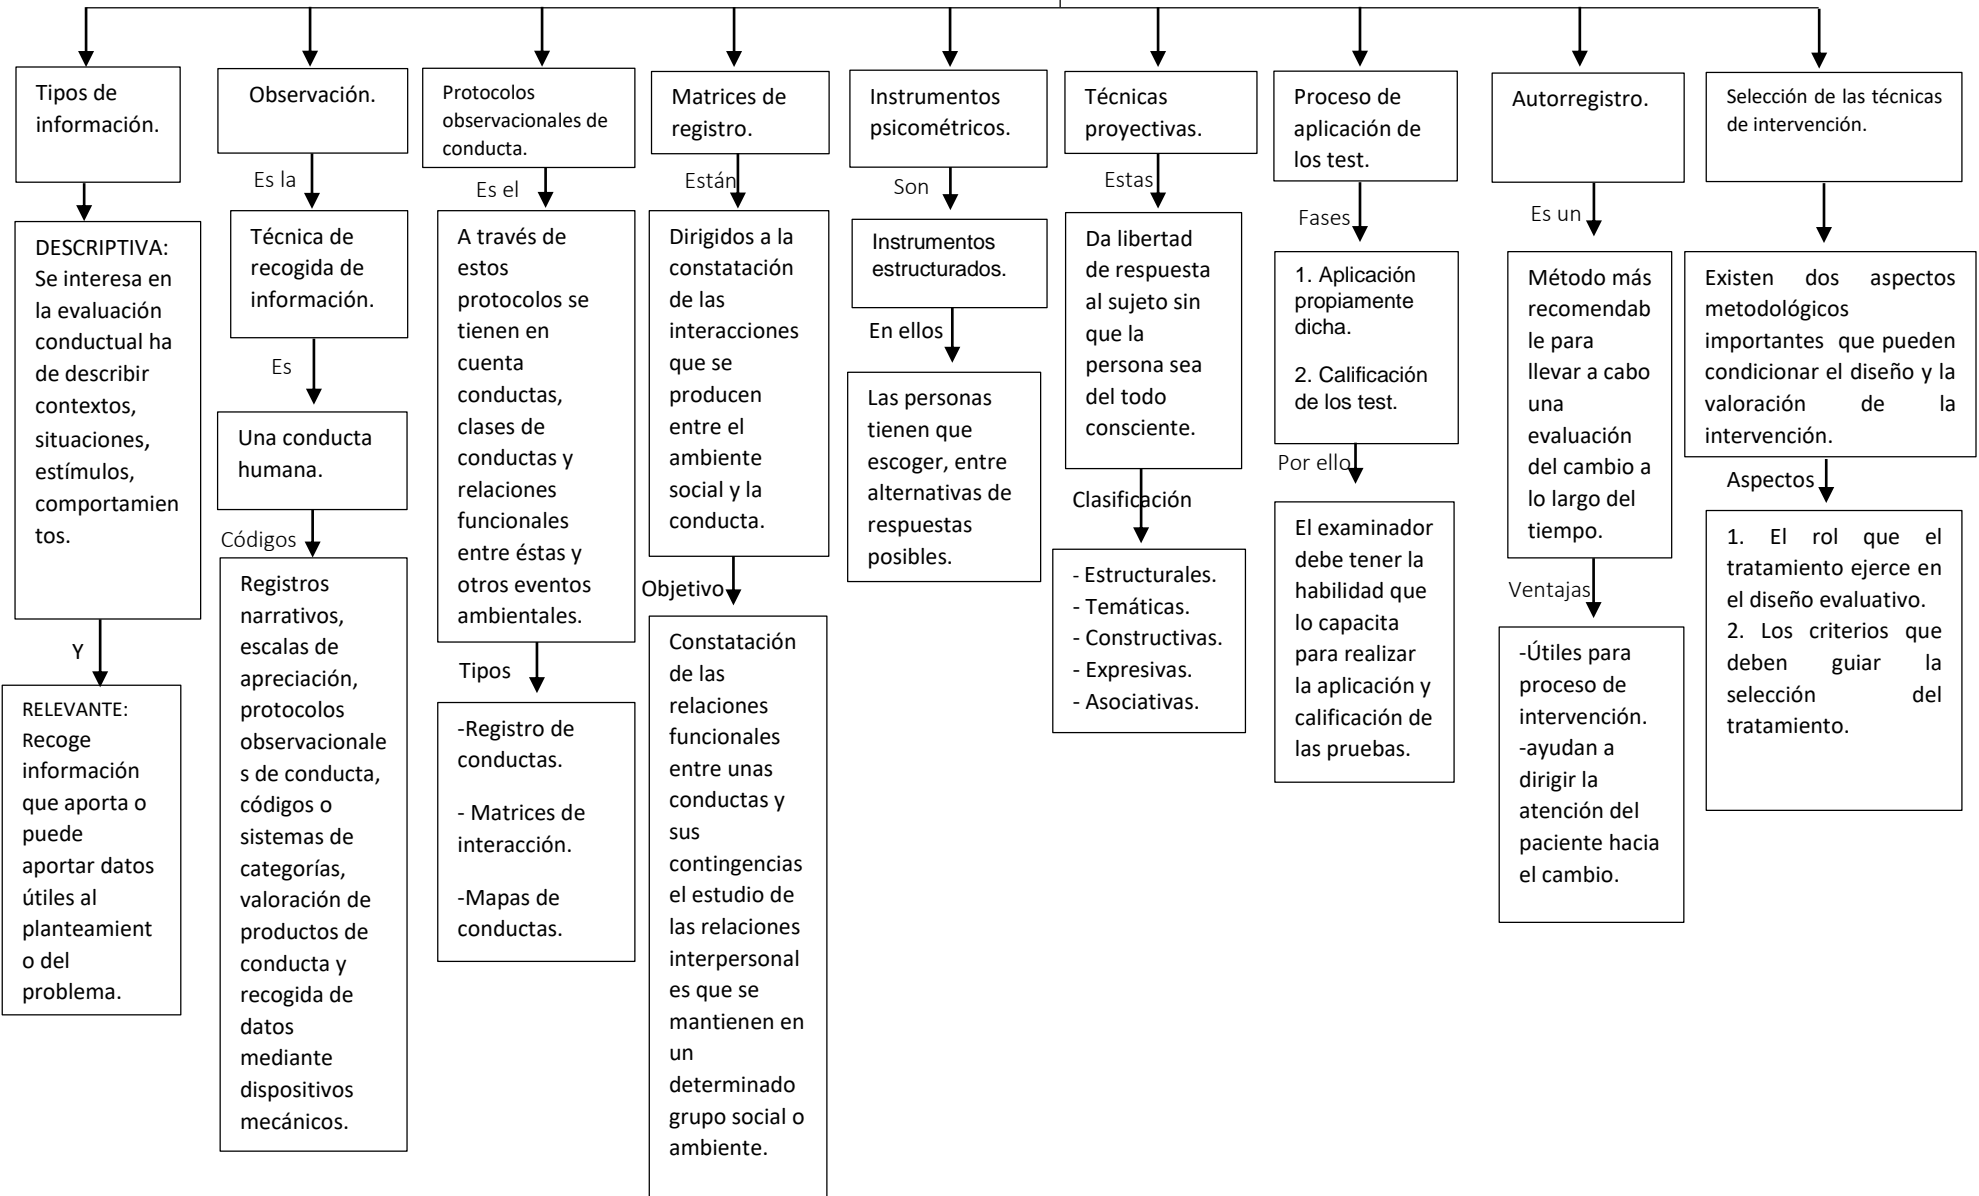 Tipos de
información.
DESCRIPTIVA:
Se interesa en
la evaluación
conductual ha
de describir
contextos,
situaciones,
estímulos,
comportamien
tos.
Y
RELEVANTE:
Recoge
información
que aporta o
puede
aportar datos
útiles al
planteamient
o del
problema.
Observación.
Es la
Técnica de
recogida de
información.
Es
Una conducta
humana.
Códigos
Registros
narrativos,
escalas de
apreciación,
protocolos
observacionale
s de conducta,
códigos o
sistemas de
categorías,
valoración de
productos de
conducta y
recogida de
datos
mediante
dispositivos
mecánicos.
Protocolos
observacionales de
conducta.
Es el
A través de
estos
protocolos se
tienen en
cuenta
conductas,
clases de
conductas y
relaciones
funcionales
entre éstas y
otros eventos
ambientales.
Tipos
-Registro de
conductas.
- Matrices de
interacción.
-Mapas de
conductas.
Matrices de
registro.
Están
Dirigidos a la
constatación
de las
interacciones
que se
producen
entre el
ambiente
social y la
conducta.
Objetivo
Constatación
de las
relaciones
funcionales
entre unas
conductas y
sus
contingencias
el estudio de
las relaciones
interpersonal
es que se
mantienen en
un
determinado
grupo social o
ambiente.
Instrumentos
psicométricos.
Son
Instrumentos
estructurados.
En ellos
Las personas
tienen que
escoger, entre
alternativas de
respuestas
posibles.
Técnicas
proyectivas.
Estas
Da libertad
de respuesta
al sujeto sin
que la
persona sea
del todo
consciente.
Clasificación
- Estructurales.
- Temáticas.
- Constructivas.
- Expresivas.
- Asociativas.
Proceso de
aplicación de
los test.
Fases
1. Aplicación
propiamente
dicha.
2. Calificación
de los test.
Por ello
El examinador
debe tener la
habilidad que
lo capacita
para realizar
la aplicación y
calificación de
las pruebas.
Autorregistro.
Es un
Método más
recomendab
le para
llevar a cabo
una
evaluación
del cambio a
lo largo del
tiempo.
Ventajas
-Útiles para
proceso de
intervención.
-ayudan a
dirigir la
atención del
paciente hacia
el cambio.
Selección de las técnicas
de intervención.
Existen dos aspectos
metodológicos
importantes que pueden
condicionar el diseño y la
valoración de la
intervención.
Aspectos
1. El rol que el
tratamiento ejerce en
el diseño evaluativo.
2. Los criterios que
deben guiar la
selección del
tratamiento.